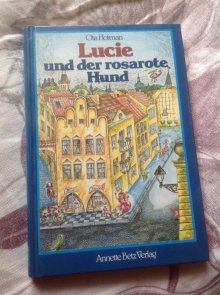 Ota Hofman
Lucie
und der rosarote
Hund
Annette Betz Verlag